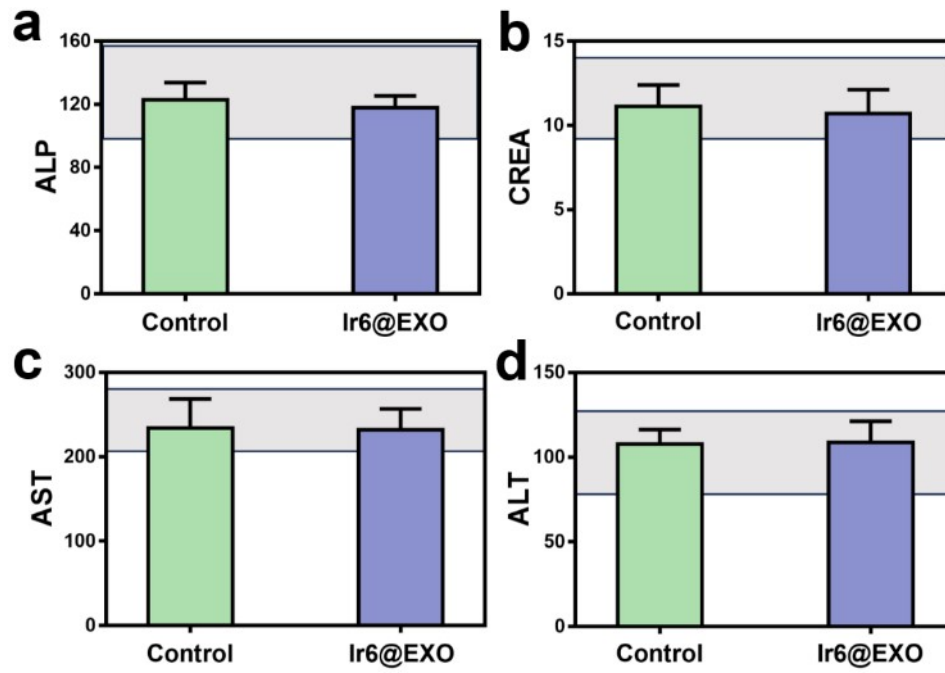 a
160
120
80
40
0
ALP
Control
Ir6@EXO
b
15
10
5
0
CREA
Control
Ir6@EXO
c
300
200
100
0
AST
Control
Ir6@EXO
d
150
100
50
0
ALT
Control
Ir6@EXO